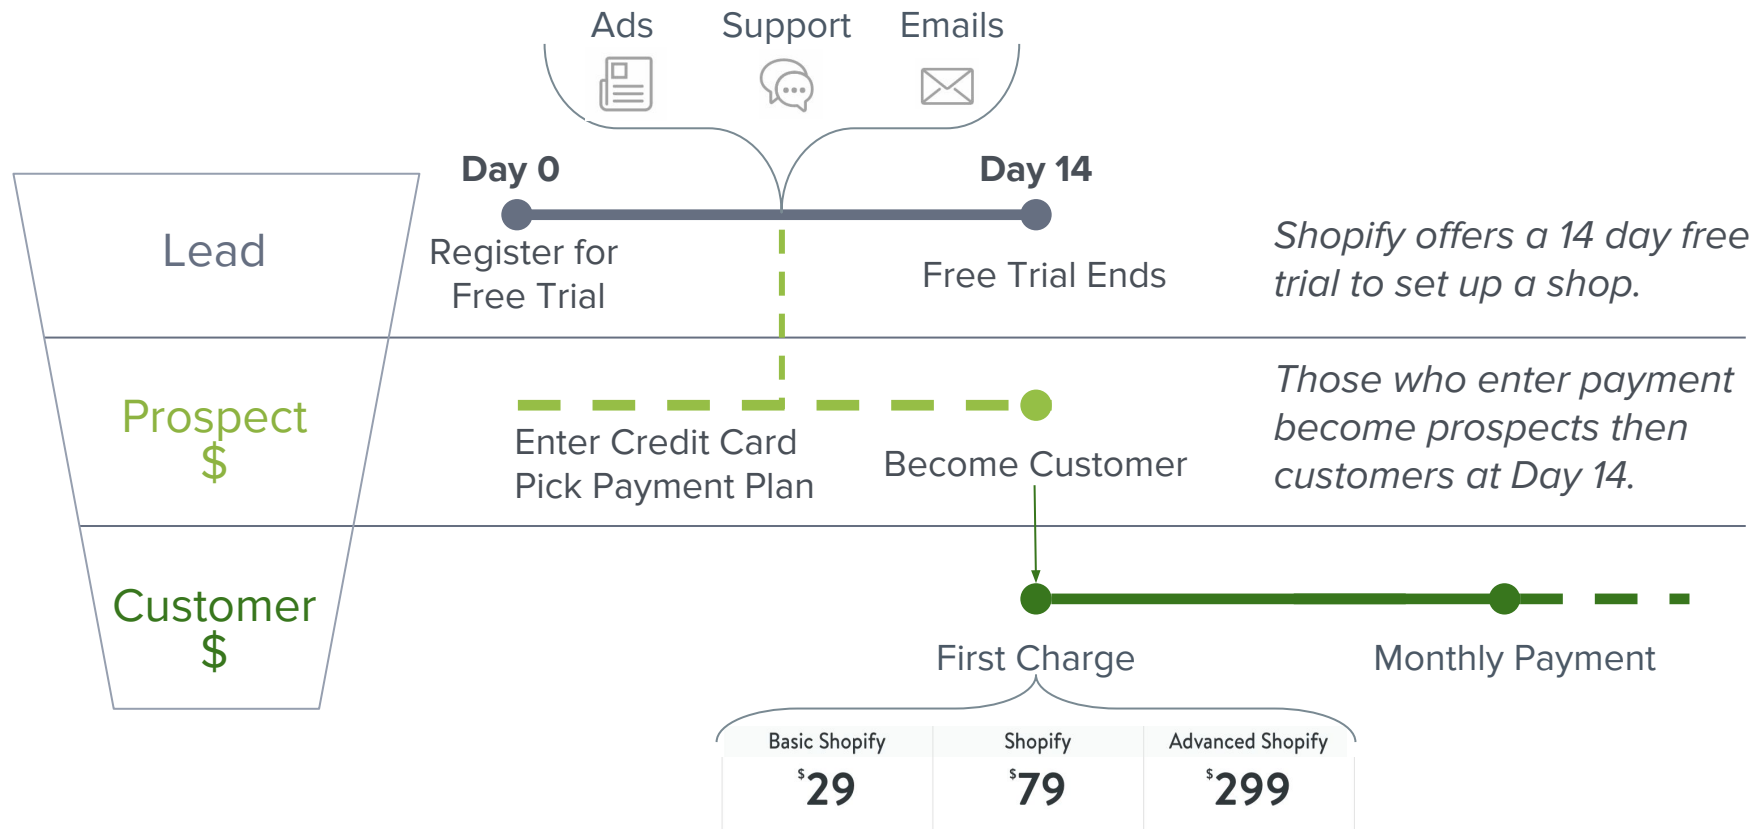 Ads Support Emails
Day 0 Day 14
Lead
Register for
Free Trial
Free Trial Ends
Shopify offers a 14 day free
trial to set up a shop.
Prospect
$
Enter Credit Card
Pick Payment Plan
Become Customer
Those who enter payment
become prospects then
customers at Day 14.
Customer
$
First Charge
Monthly Payment
Basic Shopify Shopify Advanced Shopify
$29 $79 $299